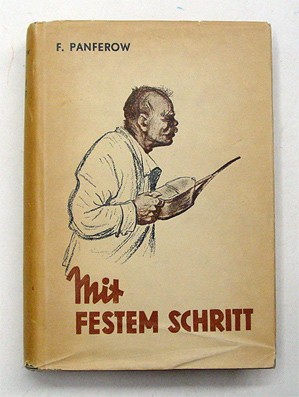 F. PANFEROW
Mit
FESTEM SCHRITT